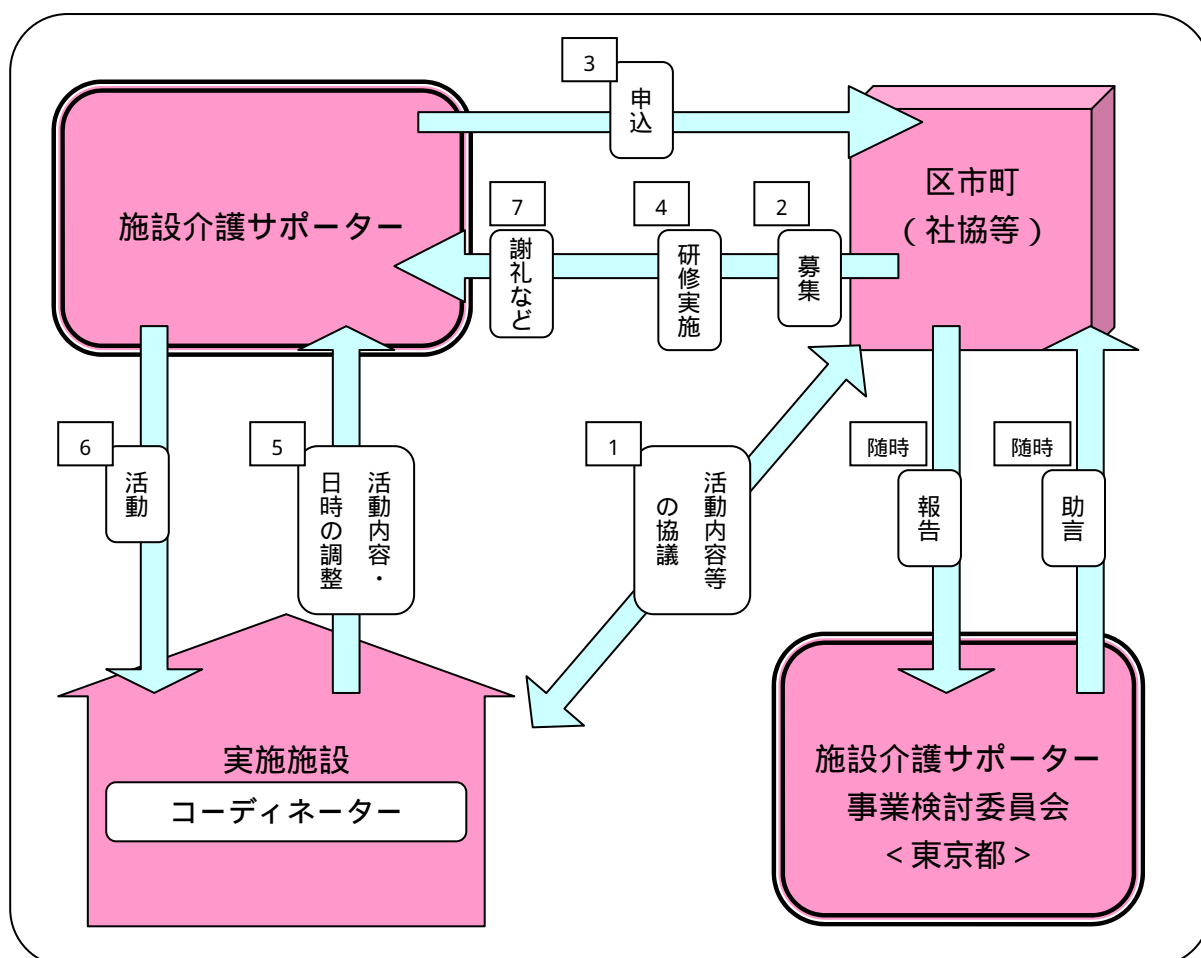 3
申込
施設介護サポーター
区市町
（社協等）
7
謝礼など
4
研修実施
2
募集
6
活動
5
活動内容・
日時の調整
1
活動内容等
の協議
随時
報告
随時
助言
実施施設
コーディネーター
施設介護サポーター
事業検討委員会
＜東京都＞